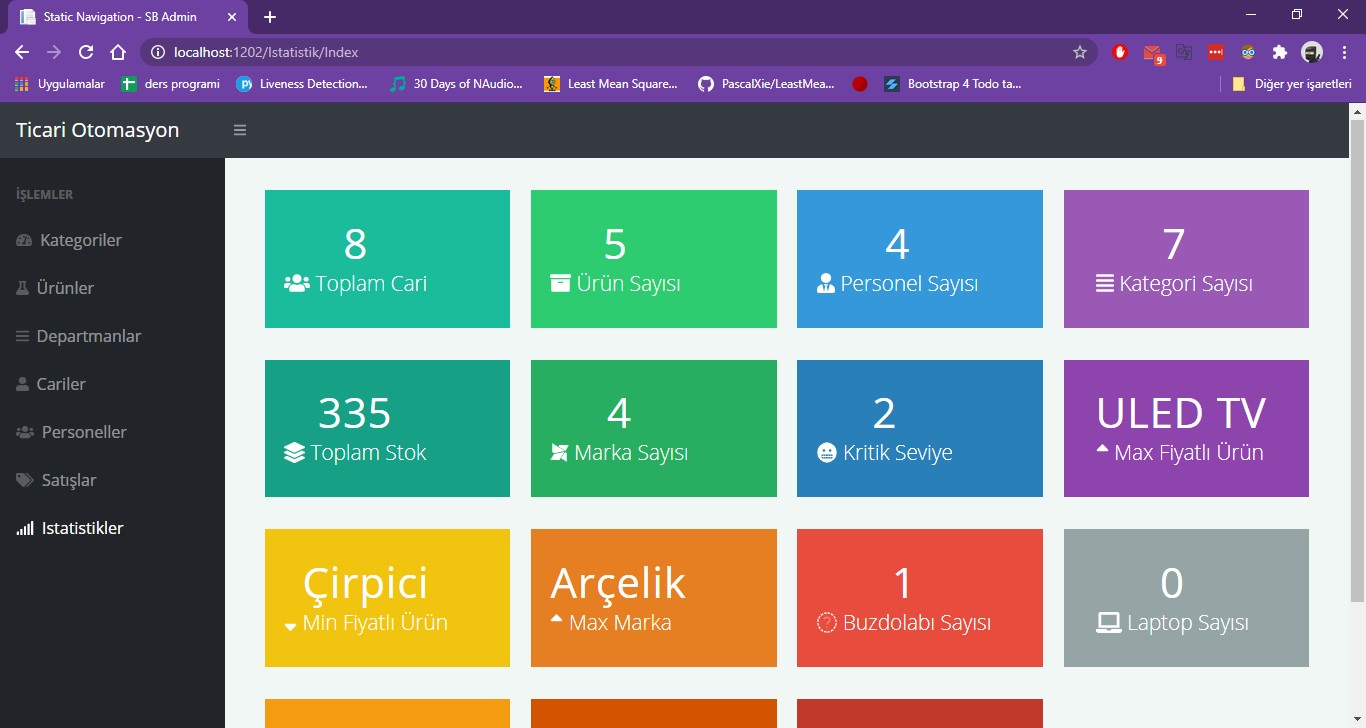 Static Navigation - SB Admin
localhost:1202/Istatistik/Index
9
Uygulamalar
ders programi
Liveness Detection...
30 Days of NAudio...
Least Mean Square...
PascalXie/LeastMea...
Bootstrap 4 Todo ta...
Diğer yer işaretleri
Ticari Otomasyon
İŞLEMLER
Kategoriler
Ürünler
Departmanlar
Cariler
Personeller
Satışlar
Istatistikler
8
Toplam Cari
5
Ürün Sayısı
4
Personel Sayısı
7
Kategori Sayısı
335
Toplam Stok
4
Marka Sayısı
2
Kritik Seviye
ULED TV
Max Fiyatlı Ürün
Çirpici
Min Fiyatlı Ürün
Arçelik
Max Marka
1
Buzdolabı Sayısı
0
Laptop Sayısı